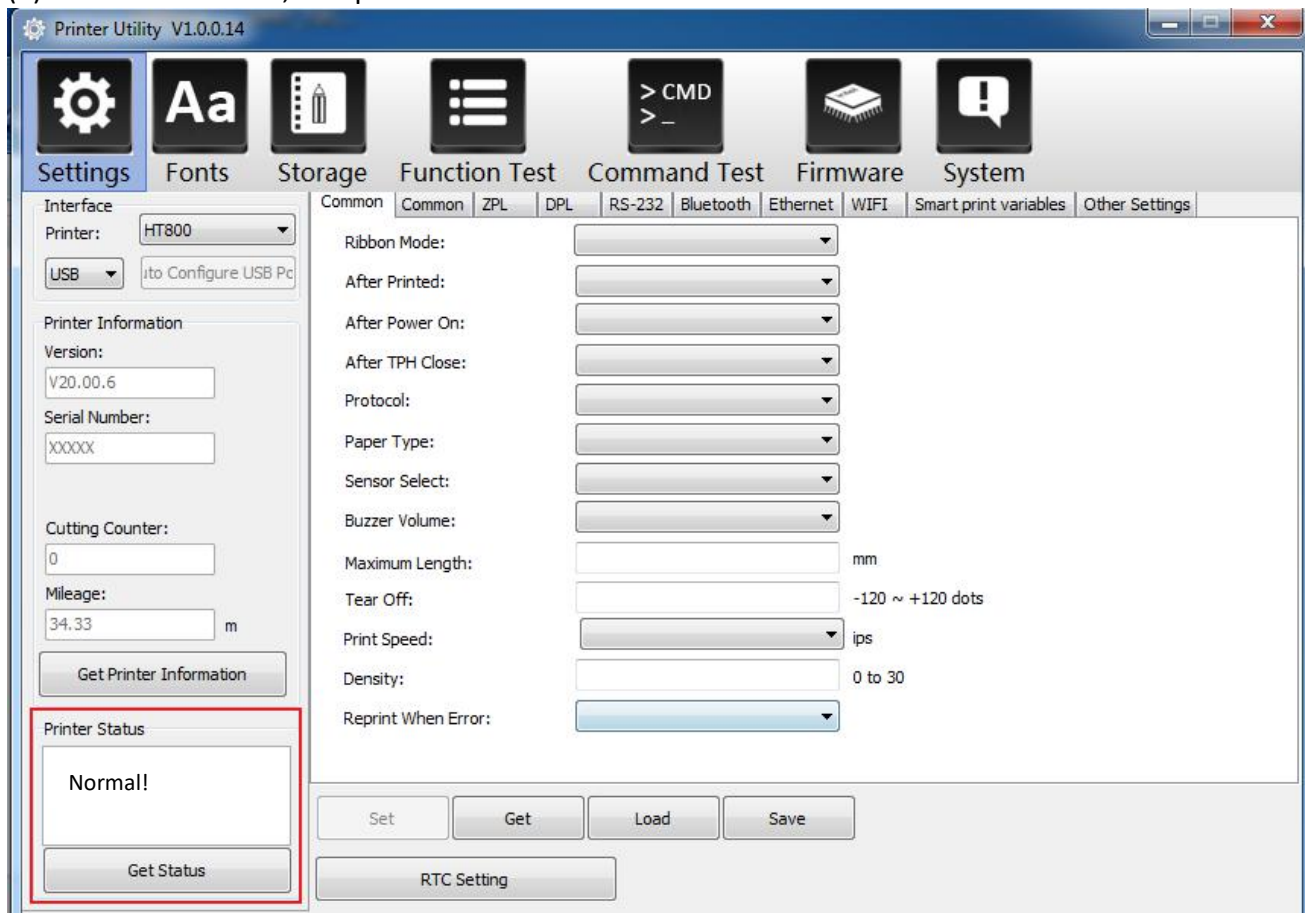 Printer Utility V1.0.0.14
Aa
> CMD
> _
Settings Fonts Storage Function Test Command Test Firmware System
Interface
Printer: HT800
USB uto Configure USB Pc
Printer Information
Version:
V20.00.6
Serial Number:
XXXXX
Cutting Counter:
0
Mileage:
34.33 m
Get Printer Information
Printer Status
Normal!
Get Status
Common Common ZPL DPL RS-232 Bluetooth Ethernet WIFI Smart print variables Other Settings
Ribbon Mode:
After Printed:
After Power On:
After TPH Close:
Protocol:
Paper Type:
Sensor Select:
Buzzer Volume:
Maximum Length: mm
Tear Off: -120 ~ +120 dots
Print Speed: ips
Density: 0 to 30
Reprint When Error:
Set Get Load Save
RTC Setting